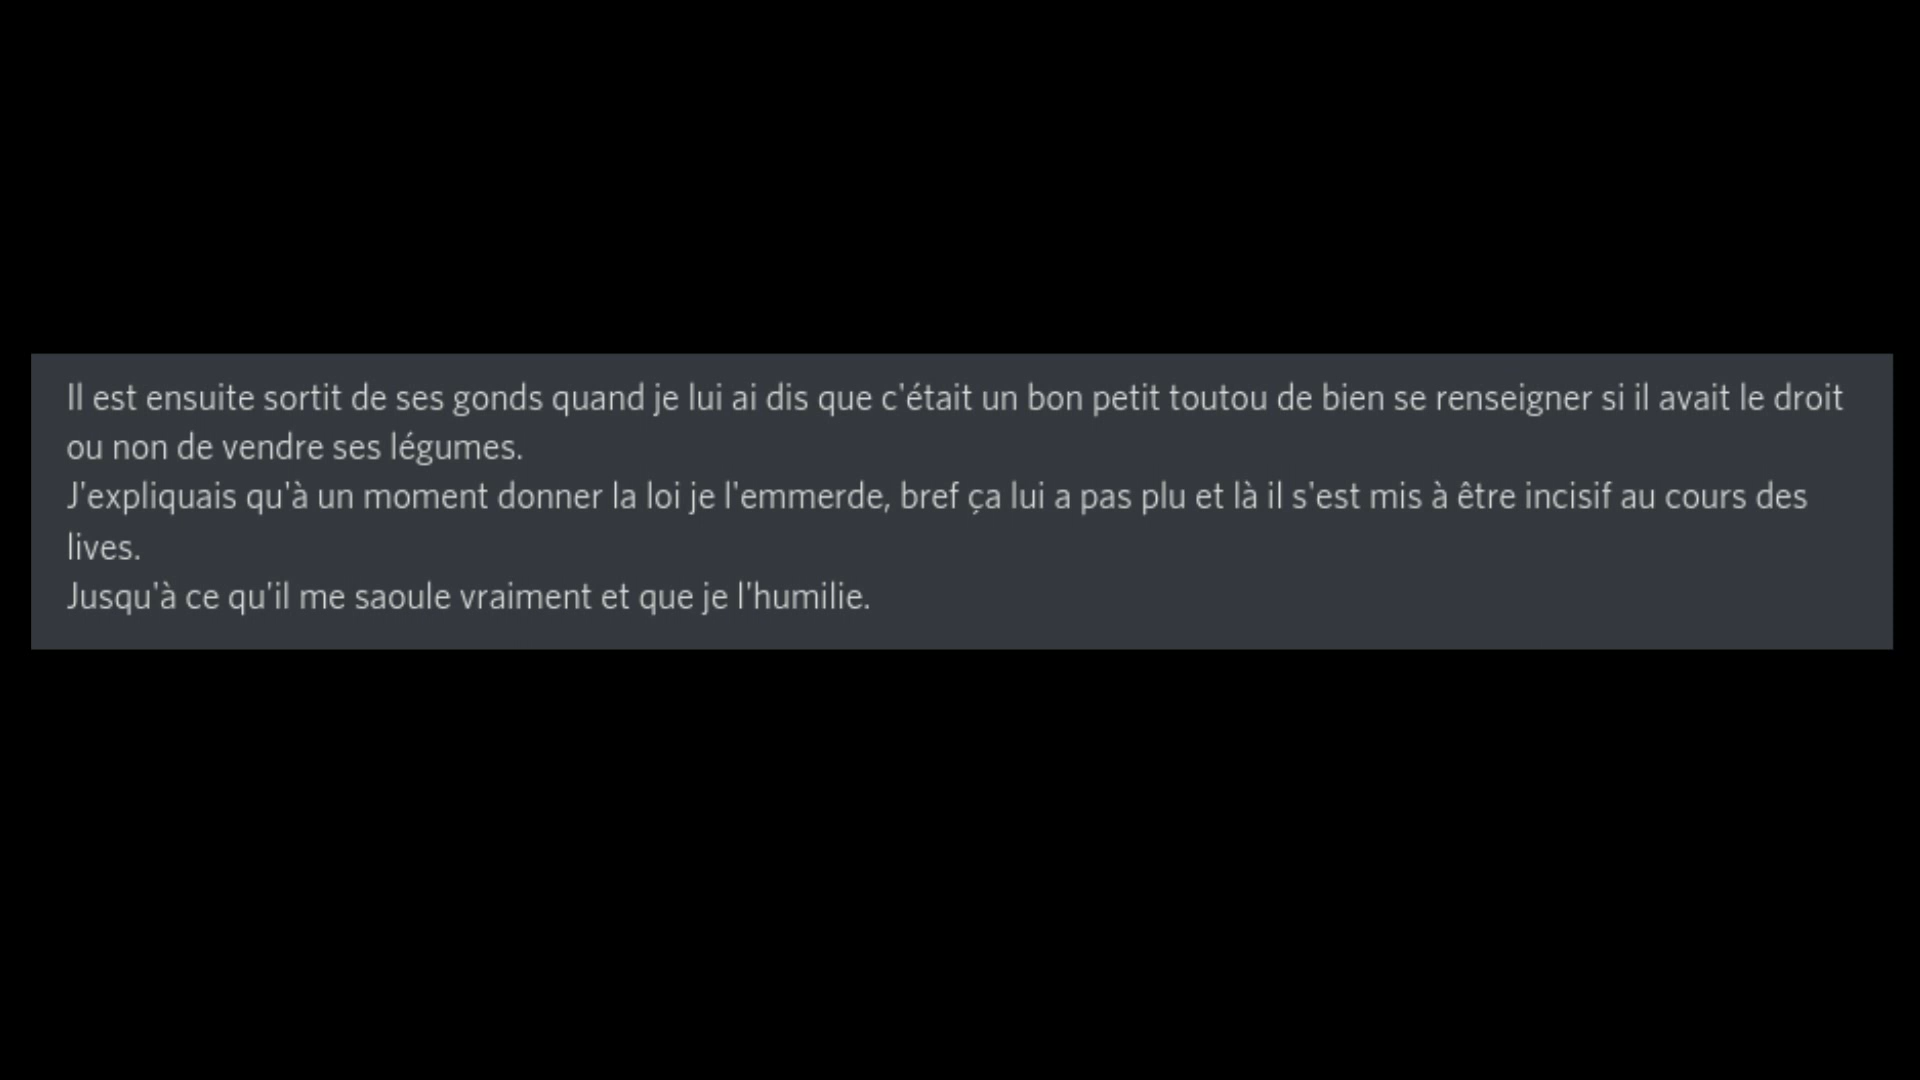 Il est ensuite sortit de ses gonds quand je lui ai dis que c'était un bon petit toutou de bien se renseigner si il avait le droit
ou non de vendre ses légumes.
J'expliquais qu'à un moment donner la loi je l'emmerde, bref ça lui a pas plu et là il s'est mis à être incisif au cours des
lives.
Jusqu'à ce qu'il me saoule vraiment et que je l'humilie.